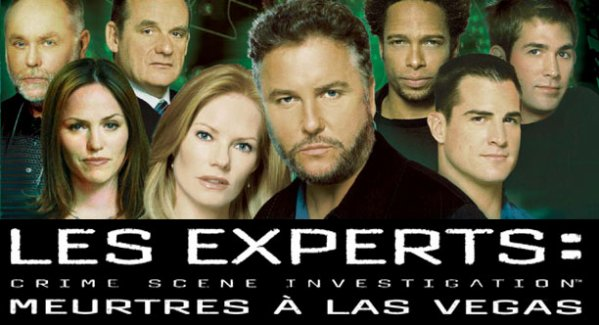 LES EXPERTS:
CRIME SCENE INVESTIGATION™
MEURTRES À LAS VEGAS